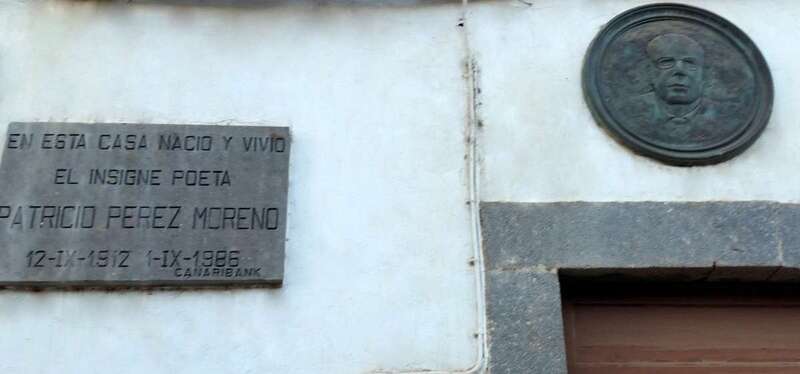 EN ESTA CASA NACIO Y VIVIO
EL INSIGNE POETA
PATRICIO PEREZ MORENO
12-IX-1912 1-IX-1986
CANARIBANK